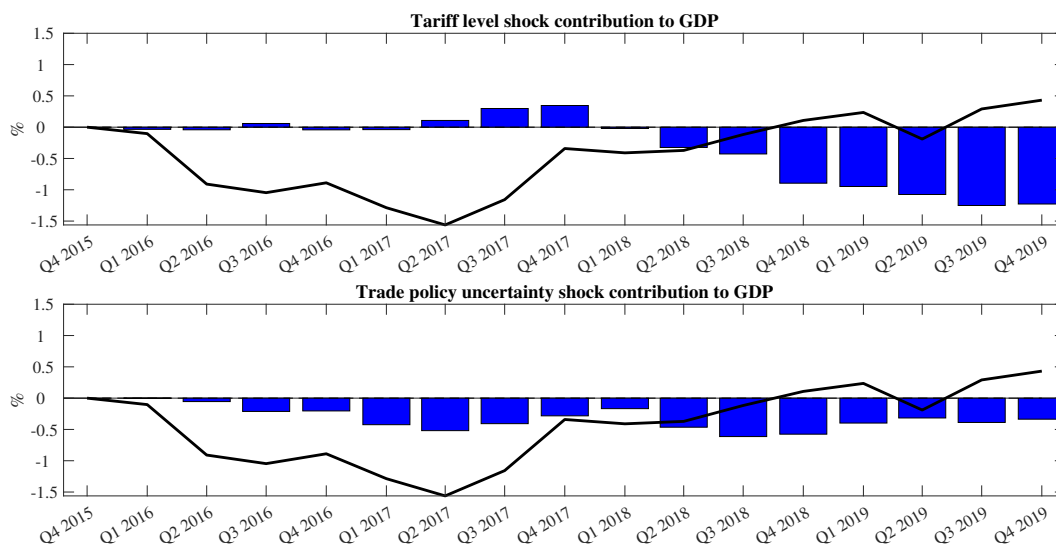 Tariff level shock contribution to GDP
1.5
1
0.5
0
-0.5
-1
-1.5
%
Q4 2015
Q1 2016
Q2 2016
Q3 2016
Q4 2016
Q1 2017
Q2 2017
Q3 2017
Q4 2017
Q1 2018
Q2 2018
Q3 2018
Q4 2018
Q1 2019
Q2 2019
Q3 2019
Q4 2019
Trade policy uncertainty shock contribution to GDP
1.5
1
0.5
0
-0.5
-1
-1.5
%
Q4 2015
Q1 2016
Q2 2016
Q3 2016
Q4 2016
Q1 2017
Q2 2017
Q3 2017
Q4 2017
Q1 2018
Q2 2018
Q3 2018
Q4 2018
Q1 2019
Q2 2019
Q3 2019
Q4 2019